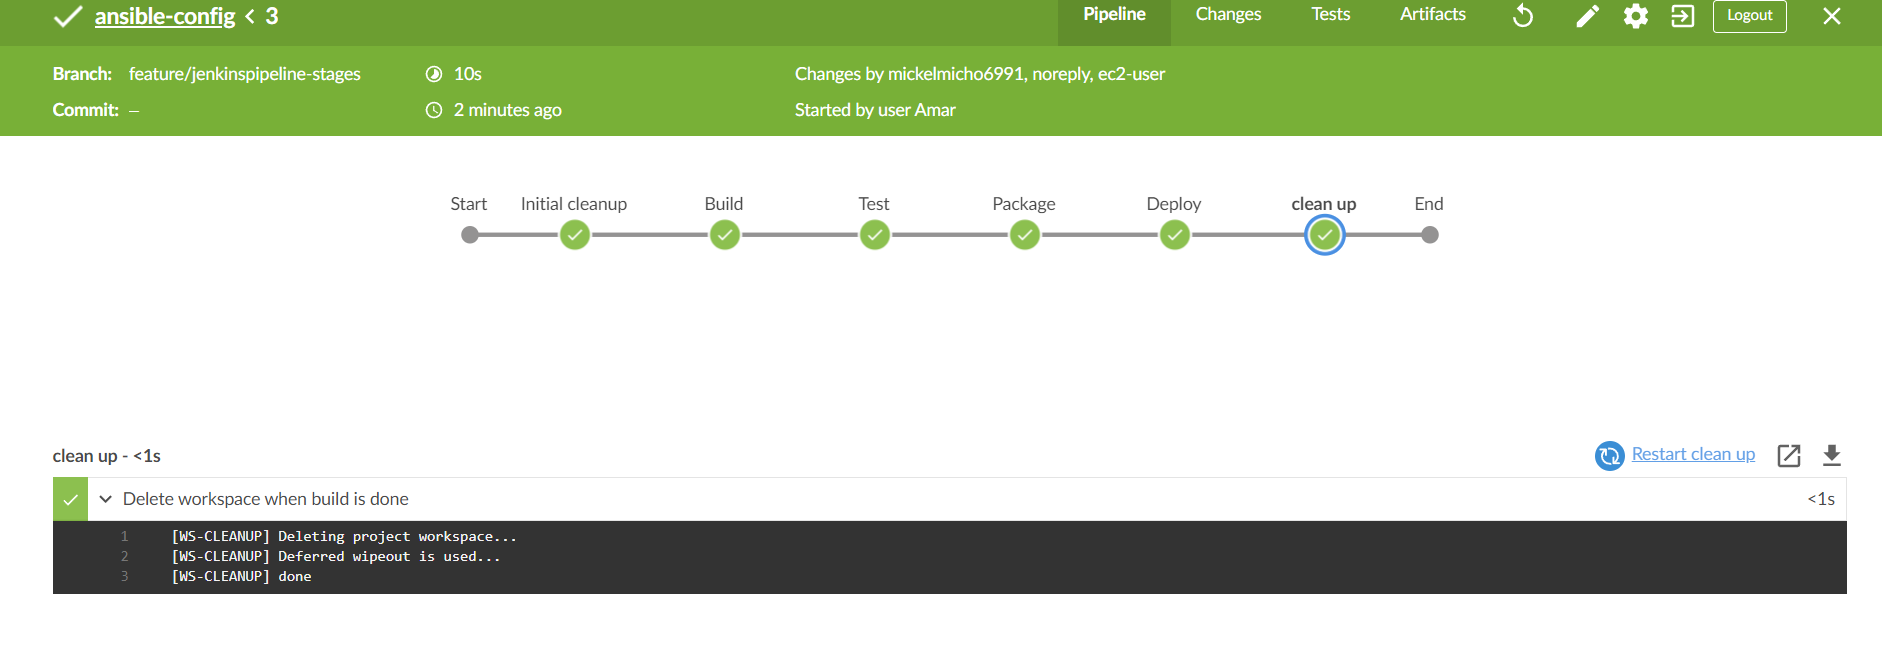 ansible-config < 3
Pipeline Changes Tests Artifacts Logout
Branch: feature/jenkinspipeline-stages 10s Changes by mickelmicho6991, noreply, ec2-user
Commit: – 2 minutes ago Started by user Amar
Start Initial cleanup Build Test Package Deploy clean up End
clean up - <1s Restart clean up
Delete workspace when build is done <1s
1 [WS-CLEANUP] Deleting project workspace...
2 [WS-CLEANUP] Deferred wipeout is used...
3 [WS-CLEANUP] done